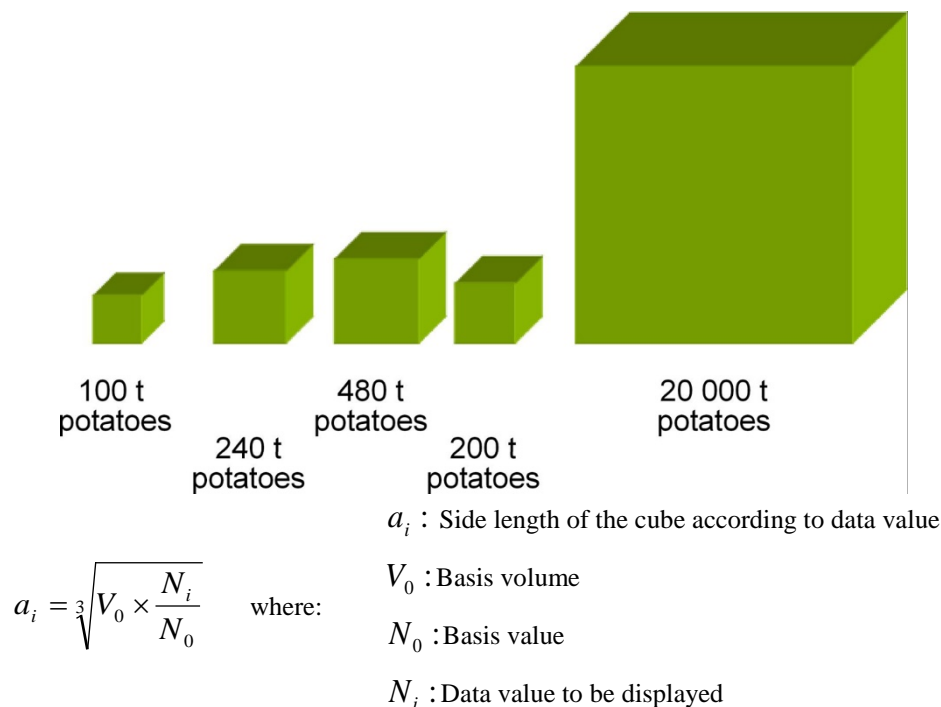 100 t
potatoes
240 t
potatoes
480 t
potatoes
200 t
potatoes
20 000 t
potatoes
a_i : Side length of the cube according to data value
V_0 : Basis volume
a_i = ∛(V_0 × N_i / N_0) where:
N_0 : Basis value
N_i : Data value to be displayed